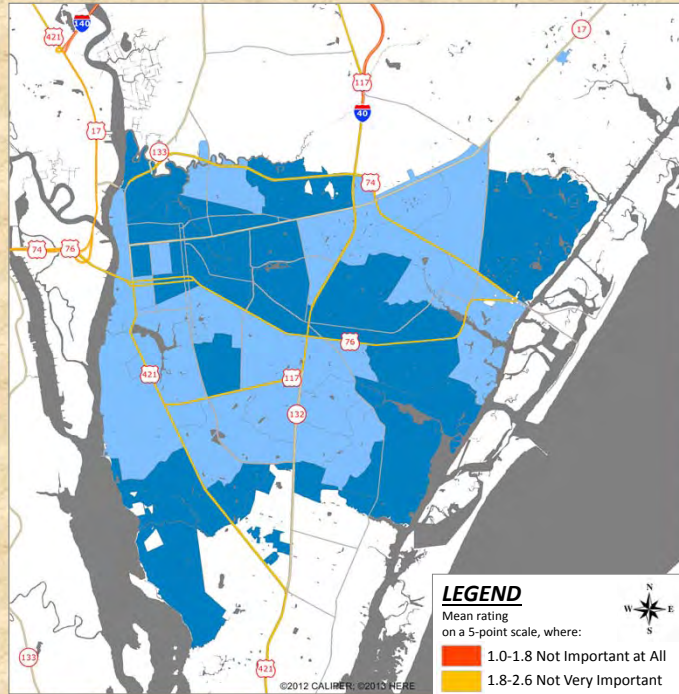 140
421
17
117
40
17
133
74
74
76
76
421
117
132
133
421
©2012 CALIPER; ©2013 HERE
LEGEND
Mean rating
on a 5-point scale, where:
1.0-1.8 Not Important at All
1.8-2.6 Not Very Important
N
W E
S